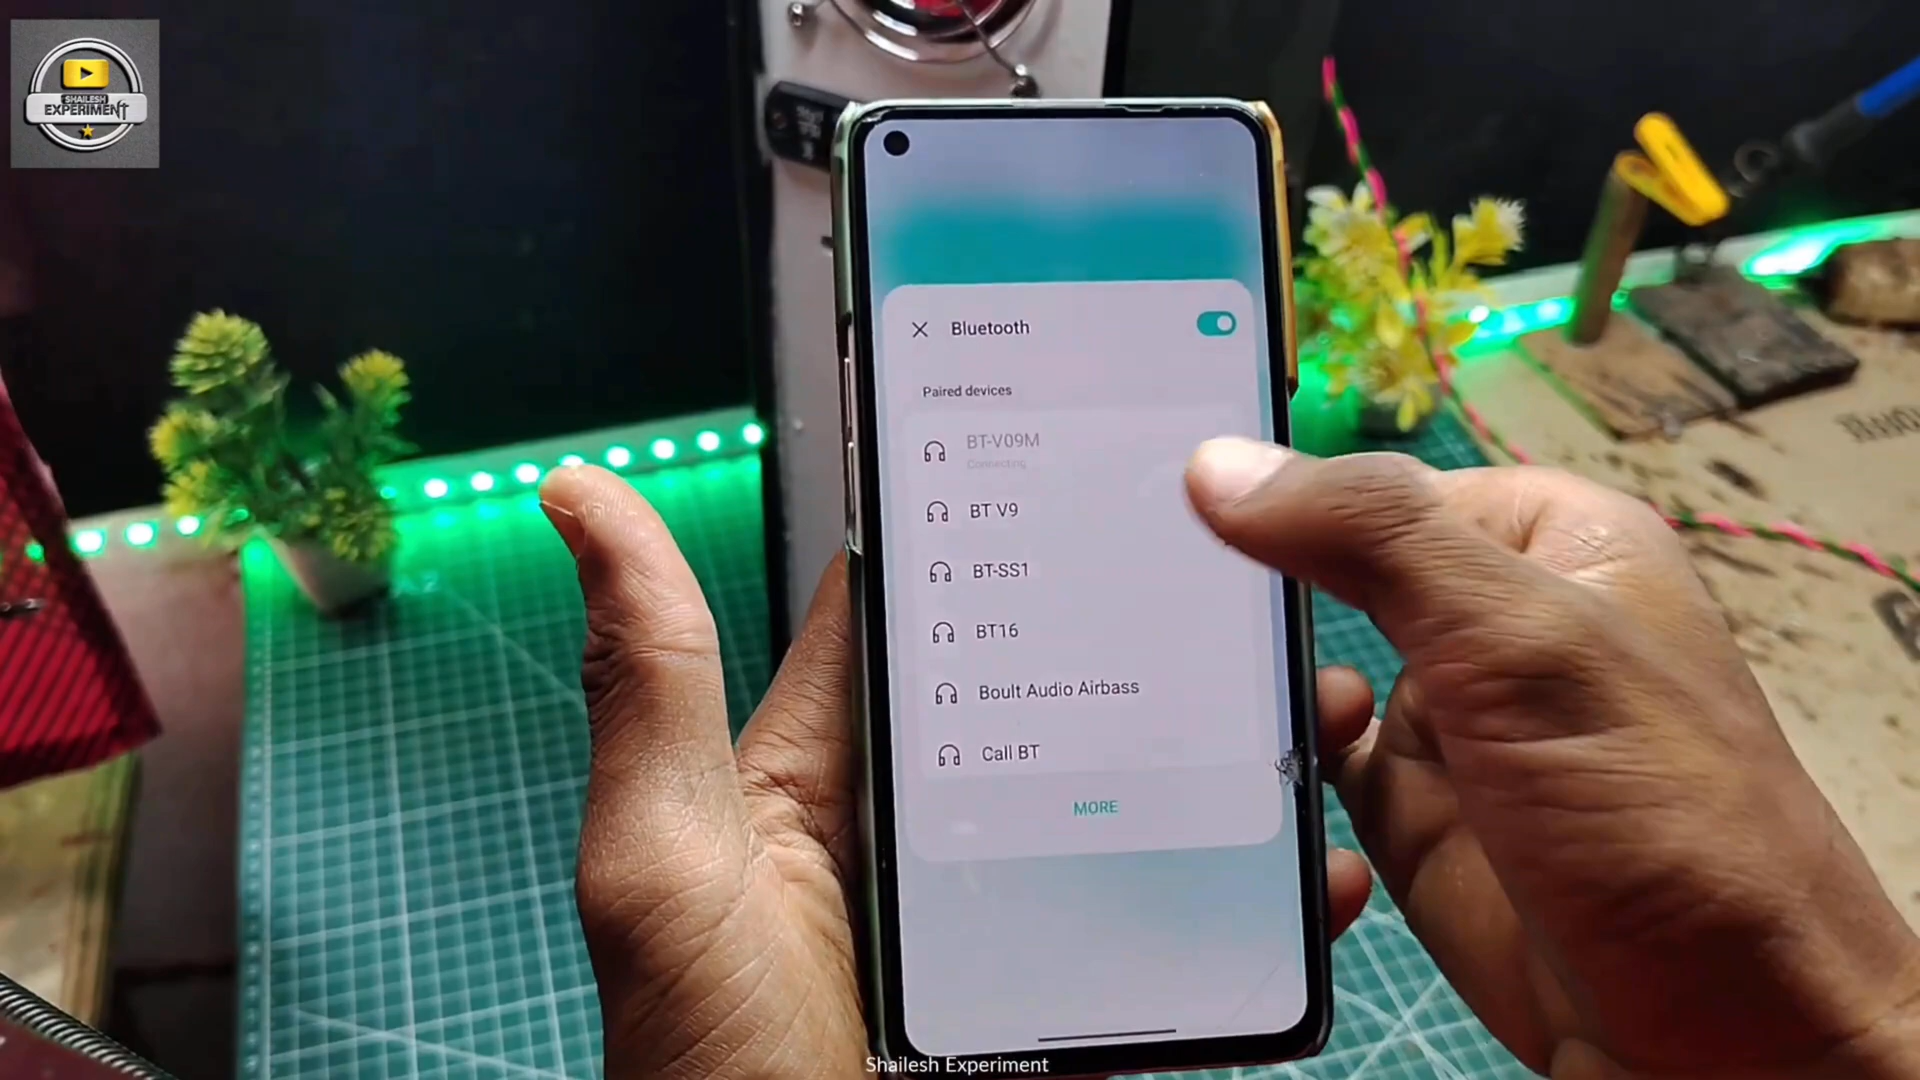 SHAILESH
EXPERIMENT
Bluetooth
Paired devices
BT-V09M
Connecting
BT V9
BT-SS1
BT16
Boult Audio Airbass
Call BT
MORE
Shailesh Experiment